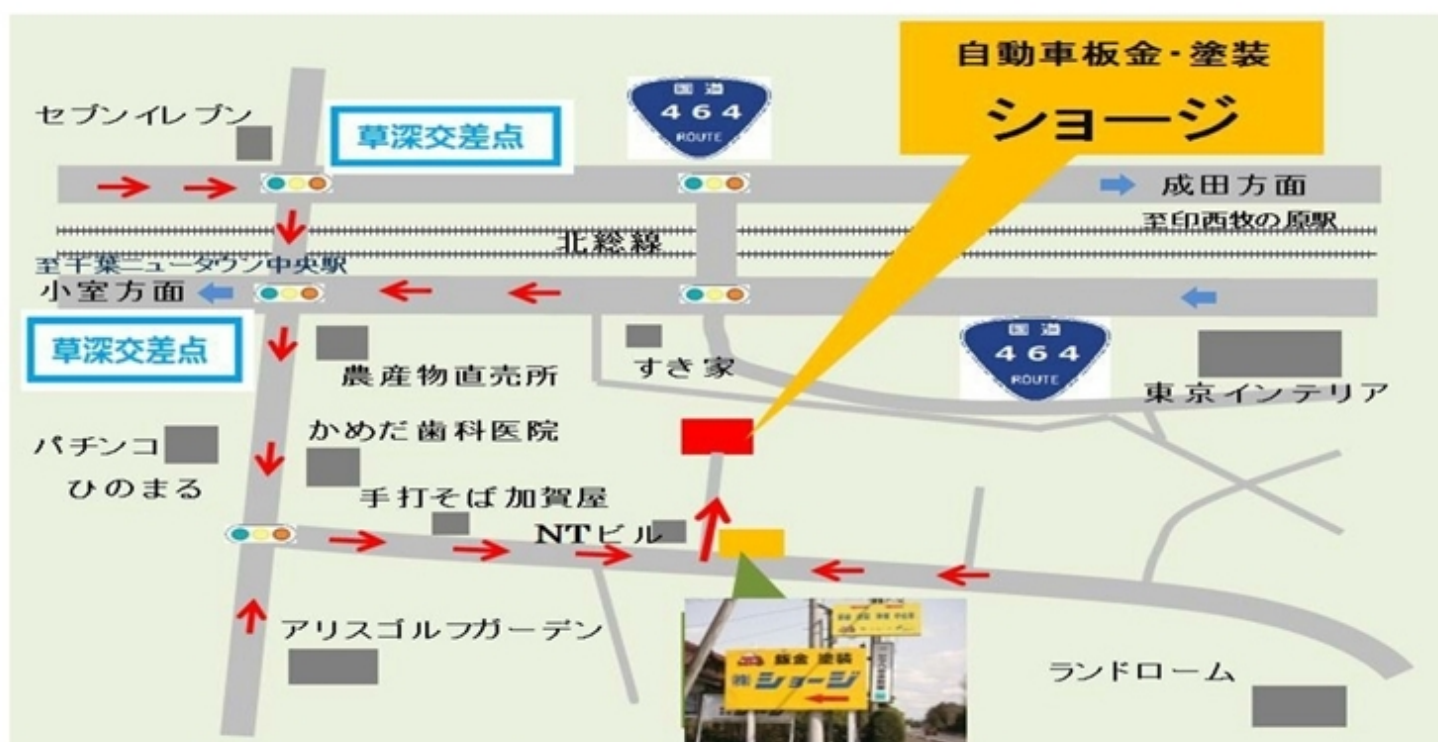 自動車板金・塗装
ショージ
セブンイレブン
草深交差点
国道
464
ROUTE
成田方面
至印西牧の原駅
北総線
至千葉ニュータウン中央駅
小室方面
草深交差点
国道
464
ROUTE
農産物直売所
すき家
東京インテリア
かめだ歯科医院
パチンコ
ひのまる
手打そば加賀屋
NTビル
アリスゴルフガーデン
ランドローム
鈑金 塗装
ショージ